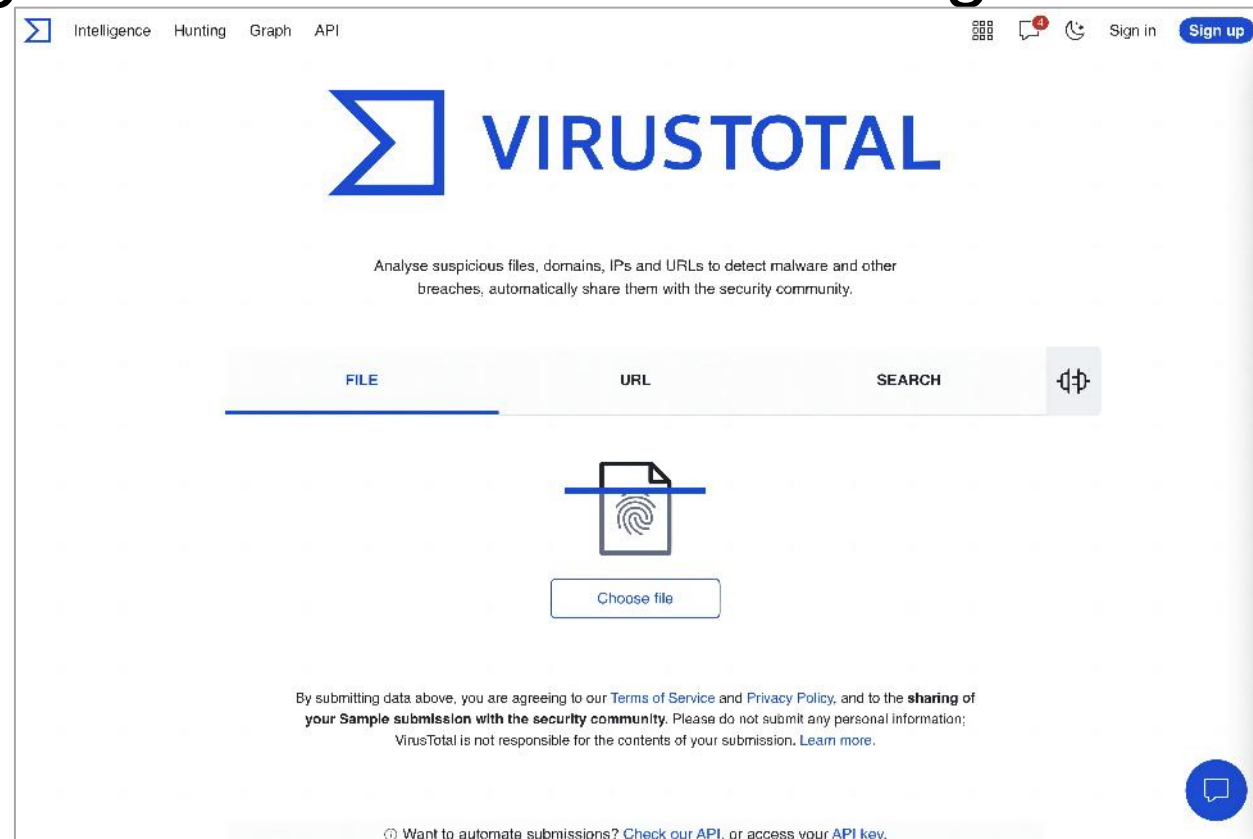 Intelligence Hunting Graph API 4 Sign in Sign up
VIRUSTOTAL
Analyse suspicious files, domains, IPs and URLs to detect malware and other
breaches, automatically share them with the security community.
FILE URL SEARCH
Choose file
By submitting data above, you are agreeing to our Terms of Service and Privacy Policy, and to the sharing of
your Sample submission with the security community. Please do not submit any personal information;
VirusTotal is not responsible for the contents of your submission. Learn more.
Want to automate submissions? Check our API, or access your API key.